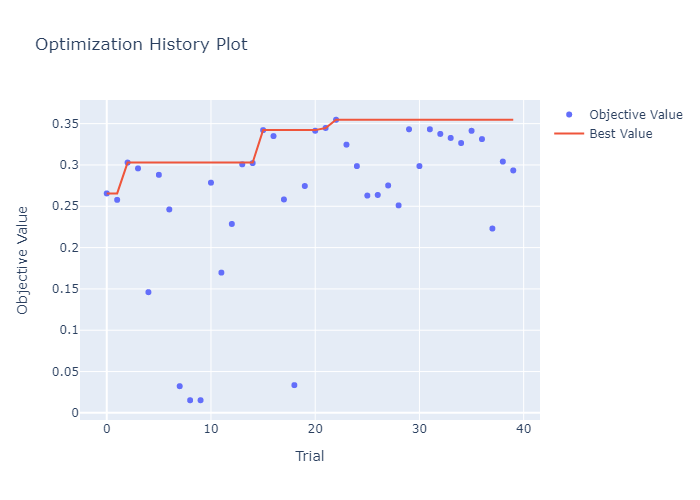 Optimization History Plot
Objective Value
Best Value
0.35
0.3
0.25
0.2
0.15
0.1
0.05
0
Objective Value
0
10
20
30
40
Trial